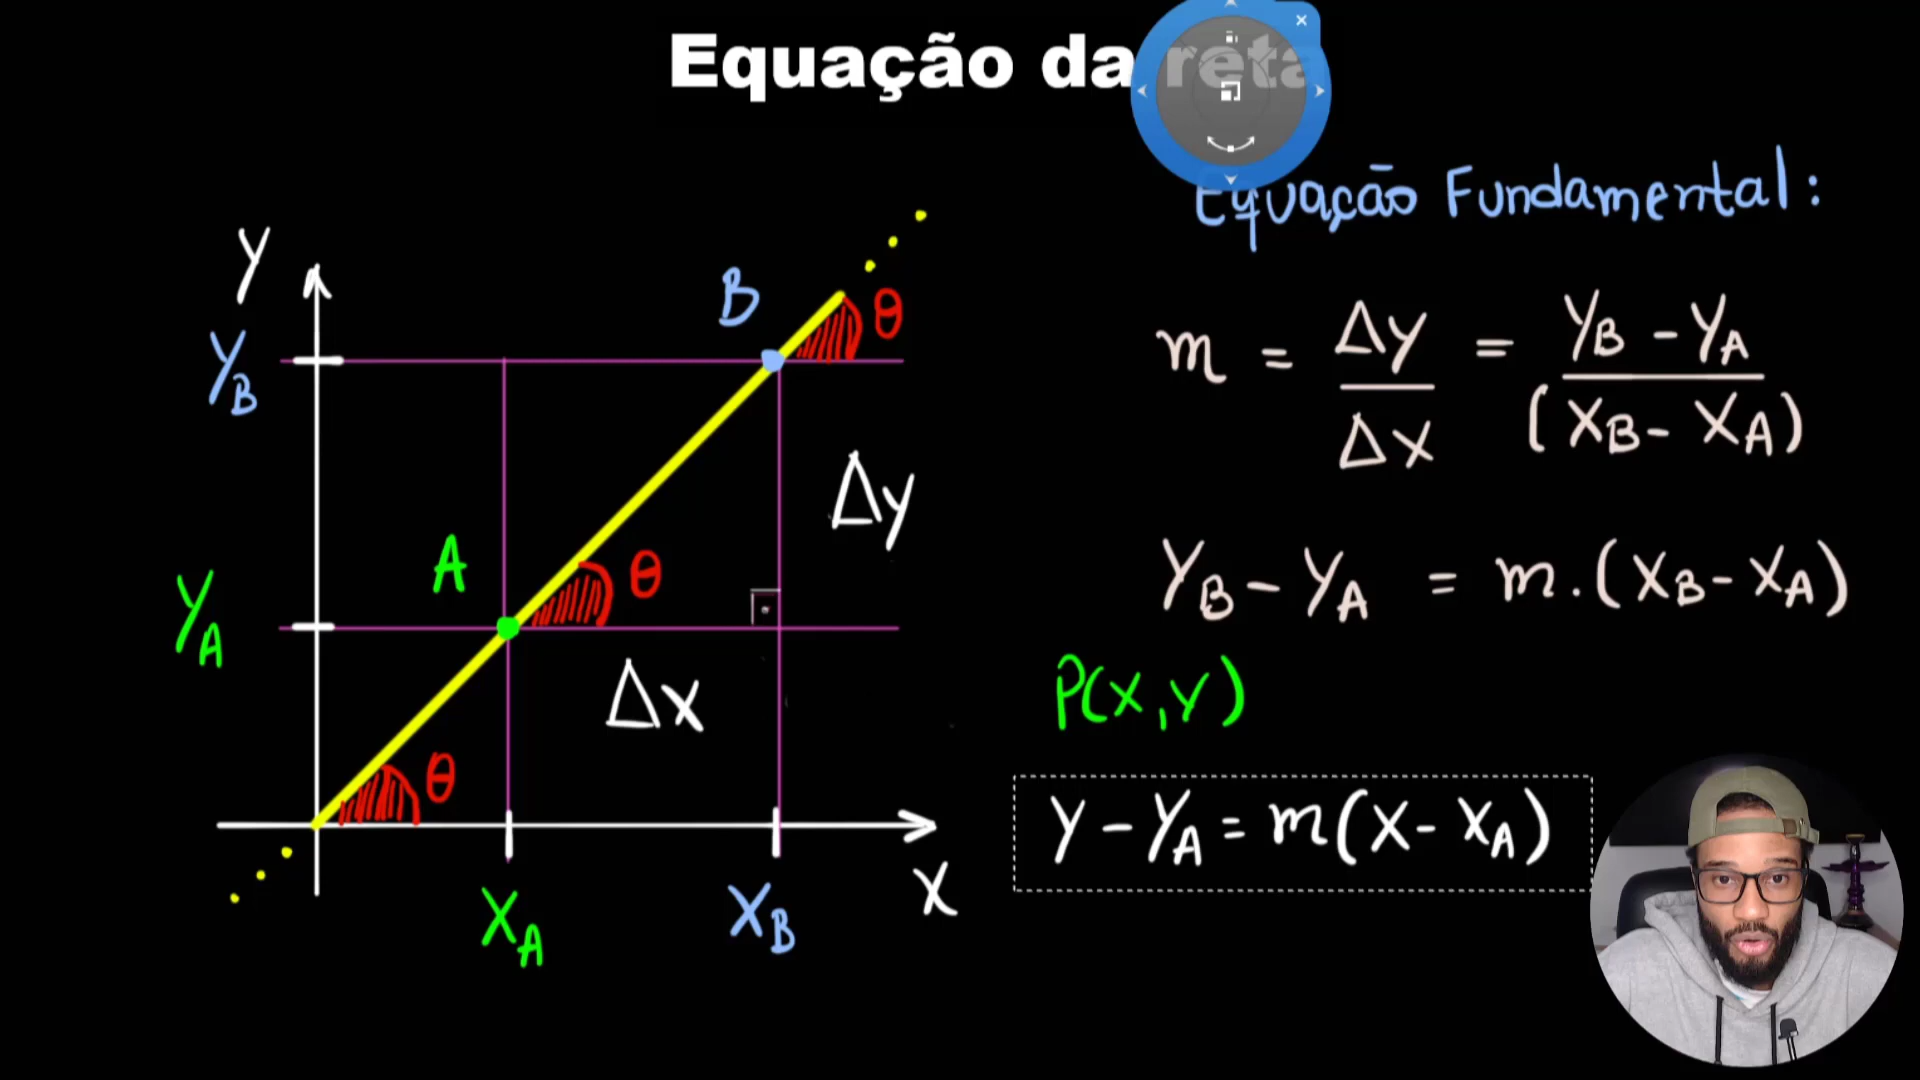 Equação da reta
Equação Fundamental:
Y
B
θ
Y_B
m = Δy / Δx = Y_B - Y_A / (X_B - X_A)
Δy
A
θ
Y_B - Y_A = m.(X_B - X_A)
Y_A
Δx
P(X,Y)
θ
Y - Y_A = m(X - X_A)
X_A
X_B
X